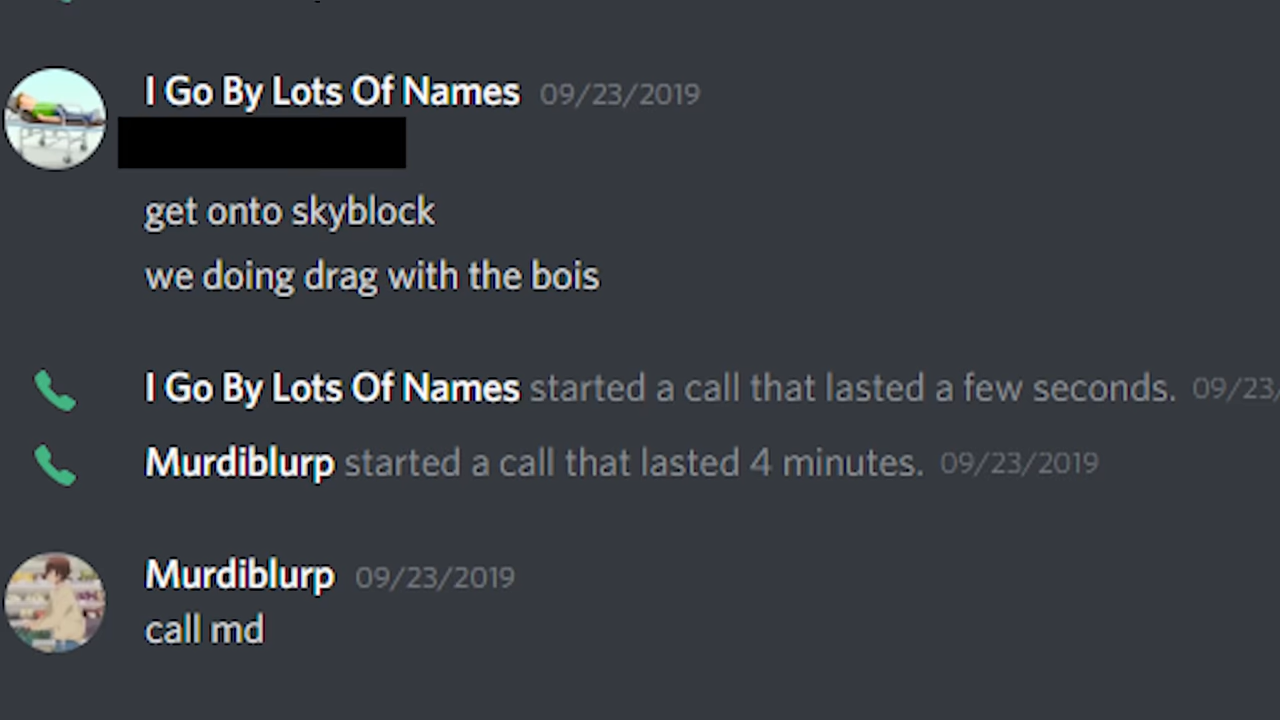 I Go By Lots Of Names 09/23/2019
get onto skyblock
we doing drag with the bois
I Go By Lots Of Names started a call that lasted a few seconds. 09/23/
Murdiblurp started a call that lasted 4 minutes. 09/23/2019
Murdiblurp 09/23/2019
call md